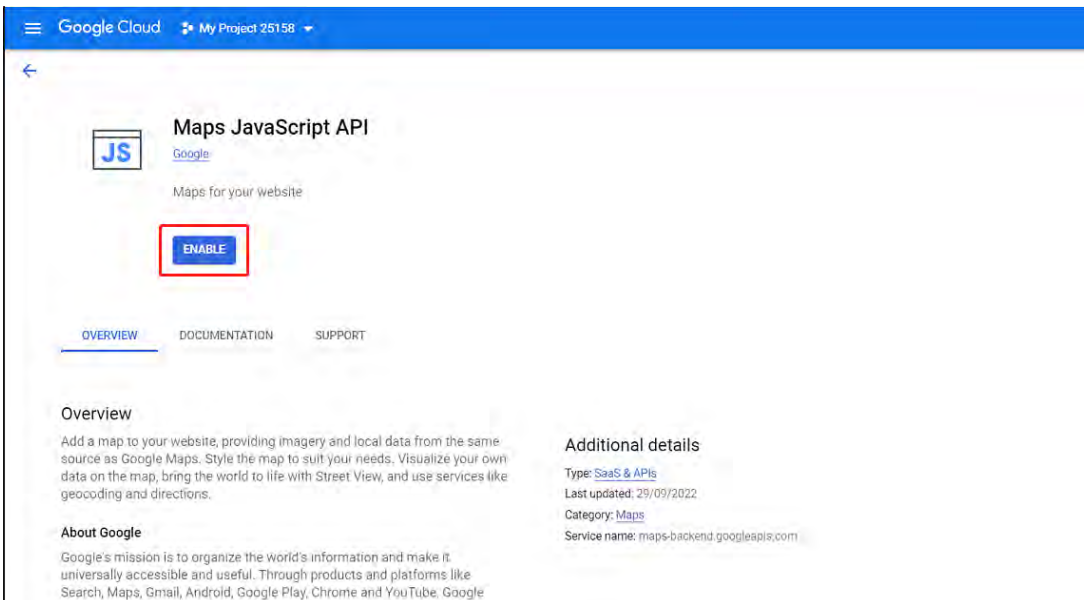 Google Cloud My Project 25158
Maps JavaScript API
JS
Google
Maps for your website
ENABLE
OVERVIEW DOCUMENTATION SUPPORT
Overview
Add a map to your website, providing imagery and local data from the same
source as Google Maps. Style the map to suit your needs. Visualize your own
data on the map, bring the world to life with Street View, and use services like
geocoding and directions.
About Google
Google's mission is to organize the world's information and make it
universally accessible and useful. Through products and platforms like
Search, Maps, Gmail, Android, Google Play, Chrome and YouTube, Google
Additional details
Type: SaaS & APIs
Last updated: 29/09/2022
Category: Maps
Service name: maps-backend.googleapis.com